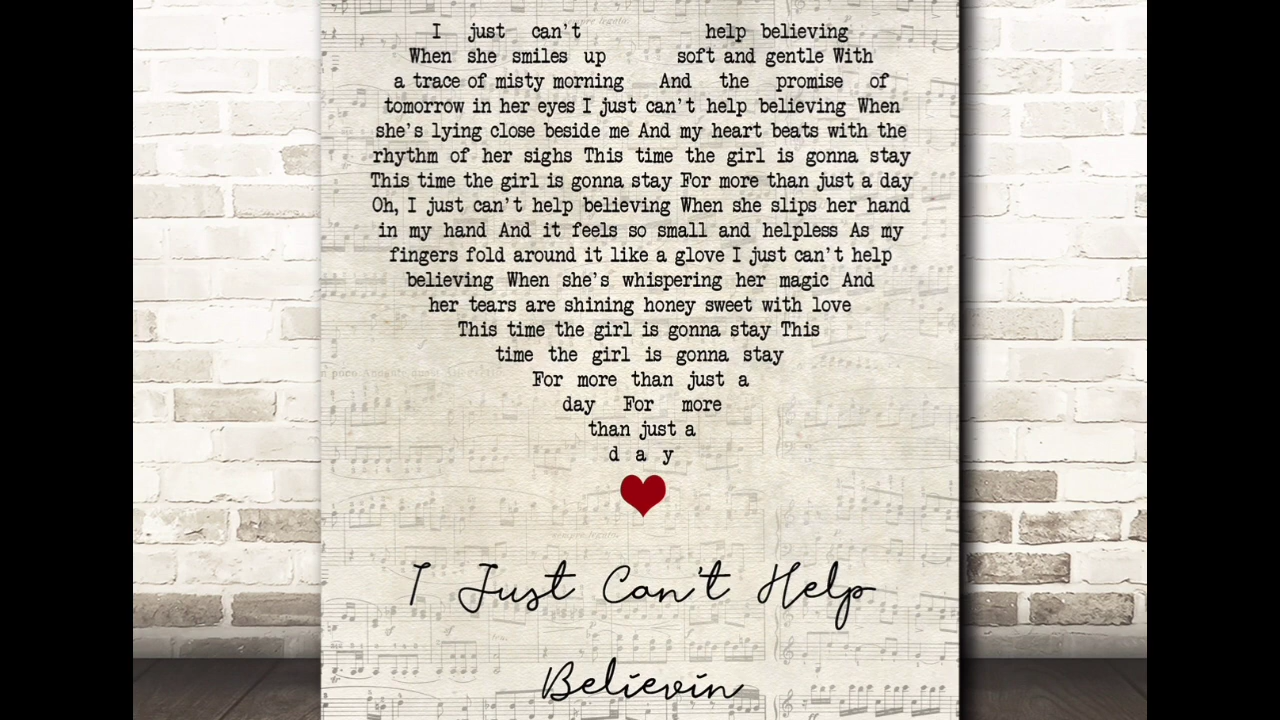 I just can't help believing
When she smiles up soft and gentle With
a trace of misty morning And the promise of
tomorrow in her eyes I just can't help believing When
she's lying close beside me And my heart beats with the
rhythm of her sighs This time the girl is gonna stay
This time the girl is gonna stay For more than just a day
Oh, I just can't help believing When she slips her hand
in my hand And it feels so small and helpless As my
fingers fold around it like a glove I just can't help
believing When she's whispering her magic And
her tears are shining honey sweet with love
This time the girl is gonna stay This
time the girl is gonna stay
For more than just a
day For more
than just a
day
I Just Can't Help
Believin